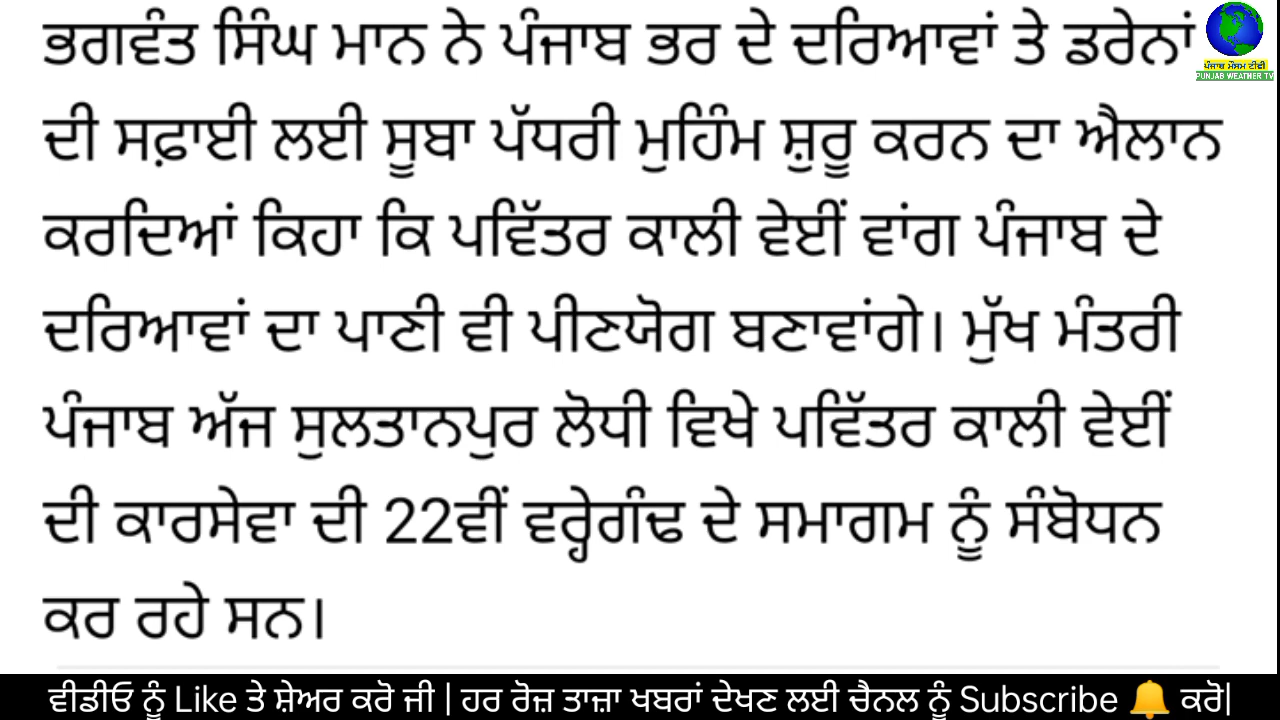 ਭਗਵੰਤ ਸਿੰਘ ਮਾਨ ਨੇ ਪੰਜਾਬ ਭਰ ਦੇ ਦਰਿਆਵਾਂ ਤੇ ਡਰੇਨਾਂ
ਦੀ ਸਫ਼ਾਈ ਲਈ ਸੂਬਾ ਪੱਧਰੀ ਮੁਹਿੰਮ ਸ਼ੁਰੂ ਕਰਨ ਦਾ ਐਲਾਨ
ਕਰਦਿਆਂ ਕਿਹਾ ਕਿ ਪਵਿੱਤਰ ਕਾਲੀ ਵੇਈਂ ਵਾਂਗ ਪੰਜਾਬ ਦੇ
ਦਰਿਆਵਾਂ ਦਾ ਪਾਣੀ ਵੀ ਪੀਣਯੋਗ ਬਣਾਵਾਂਗੇ। ਮੁੱਖ ਮੰਤਰੀ
ਪੰਜਾਬ ਅੱਜ ਸੁਲਤਾਨਪੁਰ ਲੋਧੀ ਵਿਖੇ ਪਵਿੱਤਰ ਕਾਲੀ ਵੇਈਂ
ਦੀ ਕਾਰਸੇਵਾ ਦੀ 22ਵੀਂ ਵਰ੍ਹੇਗੰਢ ਦੇ ਸਮਾਗਮ ਨੂੰ ਸੰਬੋਧਨ
ਕਰ ਰਹੇ ਸਨ।
ਪੰਜਾਬ ਮੌਸਮ ਟੀਵੀ
PUNJAB WEATHER TV
ਵੀਡੀਓ ਨੂੰ Like ਤੇ ਸ਼ੇਅਰ ਕਰੋ ਜੀ | ਹਰ ਰੋਜ਼ ਤਾਜ਼ਾ ਖਬਰਾਂ ਦੇਖਣ ਲਈ ਚੈਨਲ ਨੂੰ Subscribe 🔔 ਕਰੋ|